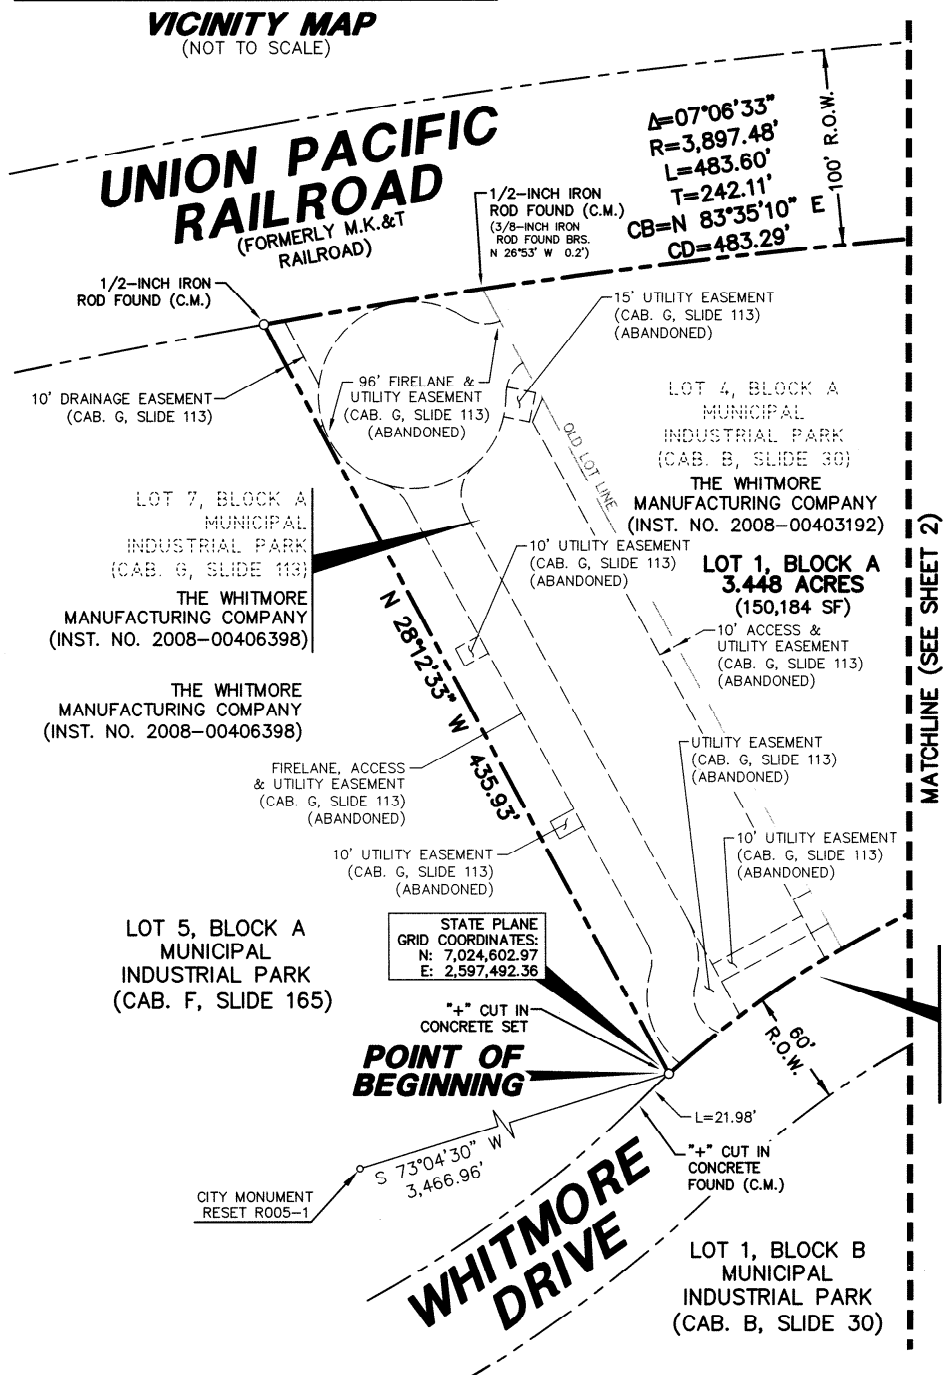 VICINITY MAP
(NOT TO SCALE)
UNION PACIFIC
RAILROAD
(FORMERLY M.K.&T
RAILROAD)
Δ=07°06'33"
R=3,897.48'
L=483.60'
T=242.11'
CB=N 83°35'10" E
CD=483.29'
100' R.O.W.
1/2-INCH IRON
ROD FOUND (C.M.)
(3/8-INCH IRON
ROD FOUND BRS.
N 26°53' W 0.2')
1/2-INCH IRON
ROD FOUND (C.M.)
15' UTILITY EASEMENT
(CAB. G, SLIDE 113)
(ABANDONED)
10' DRAINAGE EASEMENT
(CAB. G, SLIDE 113)
96' FIRELANE &
UTILITY EASEMENT
(CAB. G, SLIDE 113)
(ABANDONED)
OLD LOT LINE
LOT 4, BLOCK A
MUNICIPAL
INDUSTRIAL PARK
(CAB. B, SLIDE 30)
THE WHITMORE
MANUFACTURING COMPANY
(INST. NO. 2008-00403192)
LOT 7, BLOCK A
MUNICIPAL
INDUSTRIAL PARK
(CAB. G, SLIDE 113)
THE WHITMORE
MANUFACTURING COMPANY
(INST. NO. 2008-00406398)
10' UTILITY EASEMENT
(CAB. G, SLIDE 113)
(ABANDONED)
LOT 1, BLOCK A
3.448 ACRES
(150,184 SF)
10' ACCESS &
UTILITY EASEMENT
(CAB. G, SLIDE 113)
(ABANDONED)
MATCHLINE (SEE SHEET 2)
N 28°12'33" W 435.93'
THE WHITMORE
MANUFACTURING COMPANY
(INST. NO. 2008-00406398)
FIRELANE, ACCESS
& UTILITY EASEMENT
(CAB. G, SLIDE 113)
(ABANDONED)
UTILITY EASEMENT
(CAB. G, SLIDE 113)
(ABANDONED)
10' UTILITY EASEMENT
(CAB. G, SLIDE 113)
(ABANDONED)
10' UTILITY EASEMENT
(CAB. G, SLIDE 113)
(ABANDONED)
LOT 5, BLOCK A
MUNICIPAL
INDUSTRIAL PARK
(CAB. F, SLIDE 165)
STATE PLANE
GRID COORDINATES:
N: 7,024,602.97
E: 2,597,492.36
"+" CUT IN
CONCRETE SET
POINT OF
BEGINNING
60'
R.O.W.
L=21.98'
"+" CUT IN
CONCRETE
FOUND (C.M.)
S 73°04'30" W
3,466.96'
CITY MONUMENT
RESET R005-1
WHITMORE
DRIVE
LOT 1, BLOCK B
MUNICIPAL
INDUSTRIAL PARK
(CAB. B, SLIDE 30)